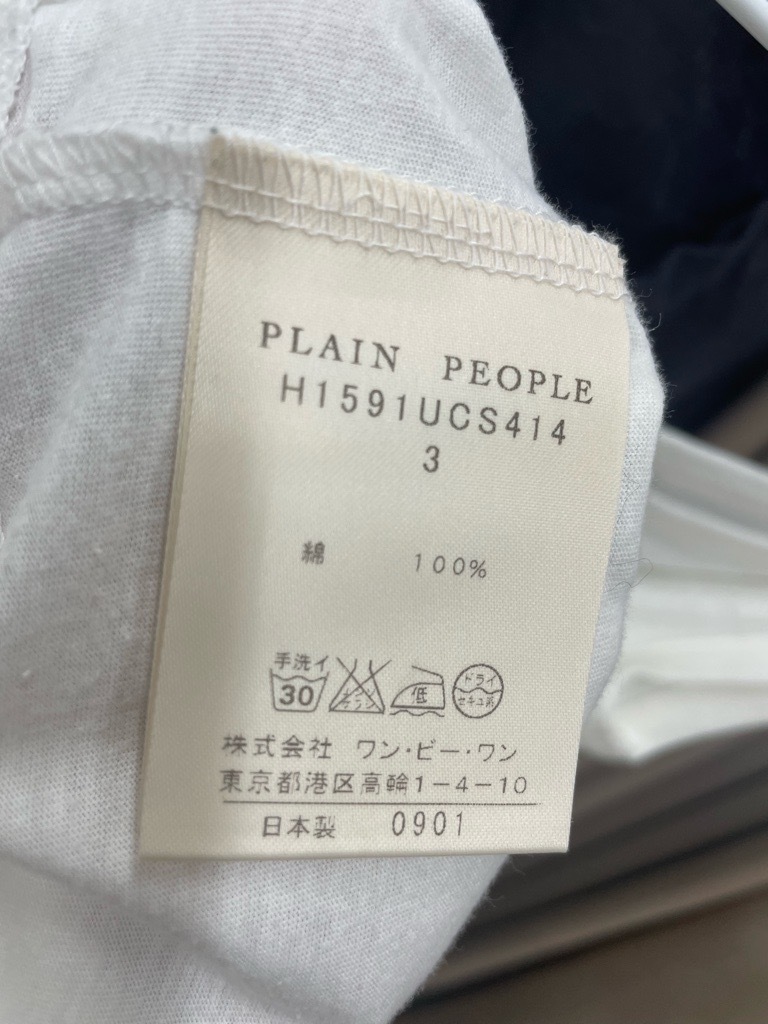 PLAIN PEOPLE
H1591UCS414
3
綿 100%
手洗イ
30
低
ドライ
セキユ系
株式会社 ワン・ビー・ワン
東京都港区高輪1-4-10
日本製 0901